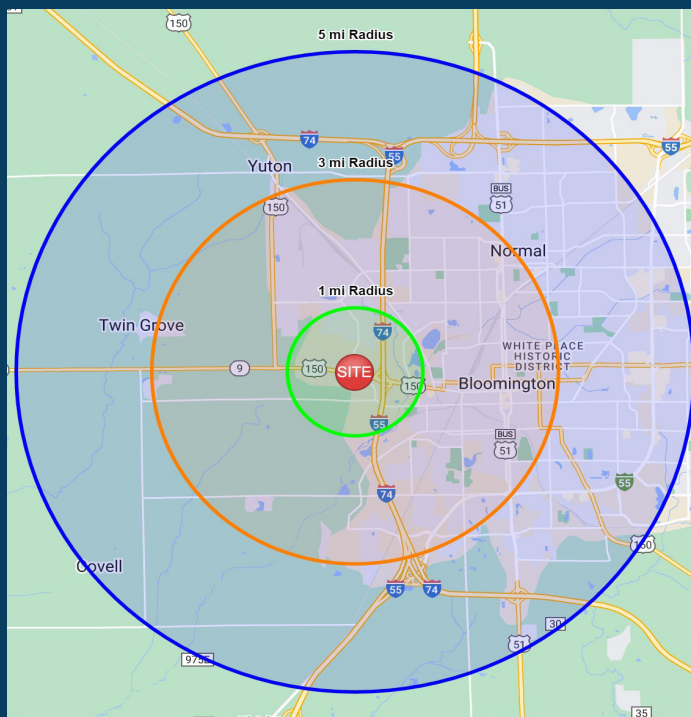 150
5 mi Radius
74
55
55
3 mi Radius
Yuton
BUS
51
150
Normal
1 mi Radius
Twin Grove
74
WHITE PLACE
HISTORIC
DISTRICT
9
150
SITE
150
Bloomington
55
BUS
51
55
74
150
Covell
55
74
30
51
975E
35